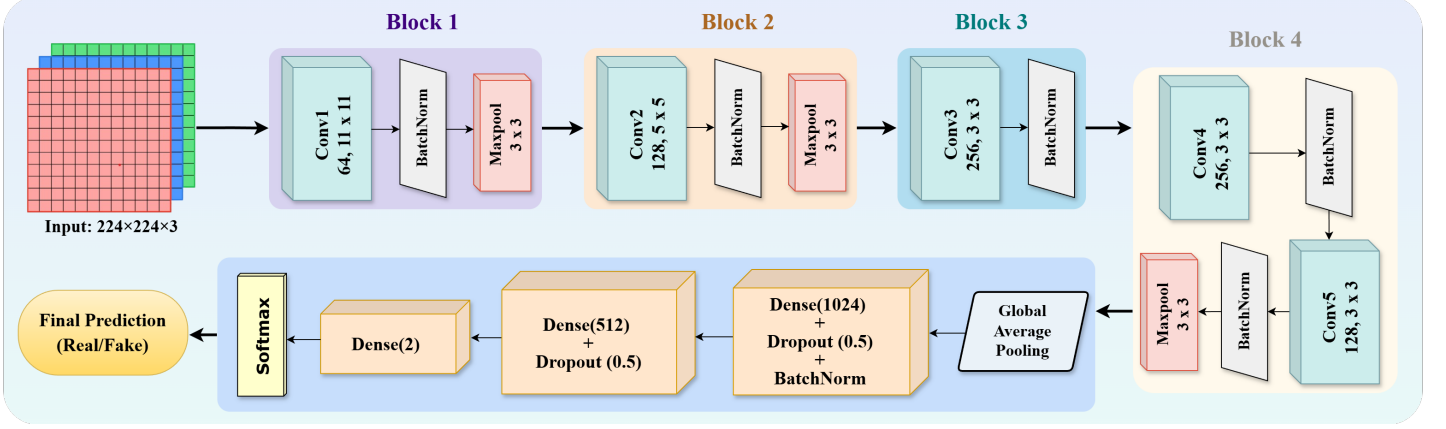 Block 1
Block 2
Block 3
Block 4
Input: 224×224×3
Conv1
64, 11 x 11
BatchNorm
Maxpool
3 x 3
Conv2
128, 5 x 5
BatchNorm
Maxpool
3 x 3
Conv3
256, 3 x 3
BatchNorm
Conv4
256, 3 x 3
BatchNorm
Conv5
128, 3 x 3
BatchNorm
Maxpool
3 x 3
Global
Average
Pooling
Dense(1024)
+
Dropout (0.5)
+
BatchNorm
Dense(512)
+
Dropout (0.5)
Dense(2)
Softmax
Final Prediction
(Real/Fake)